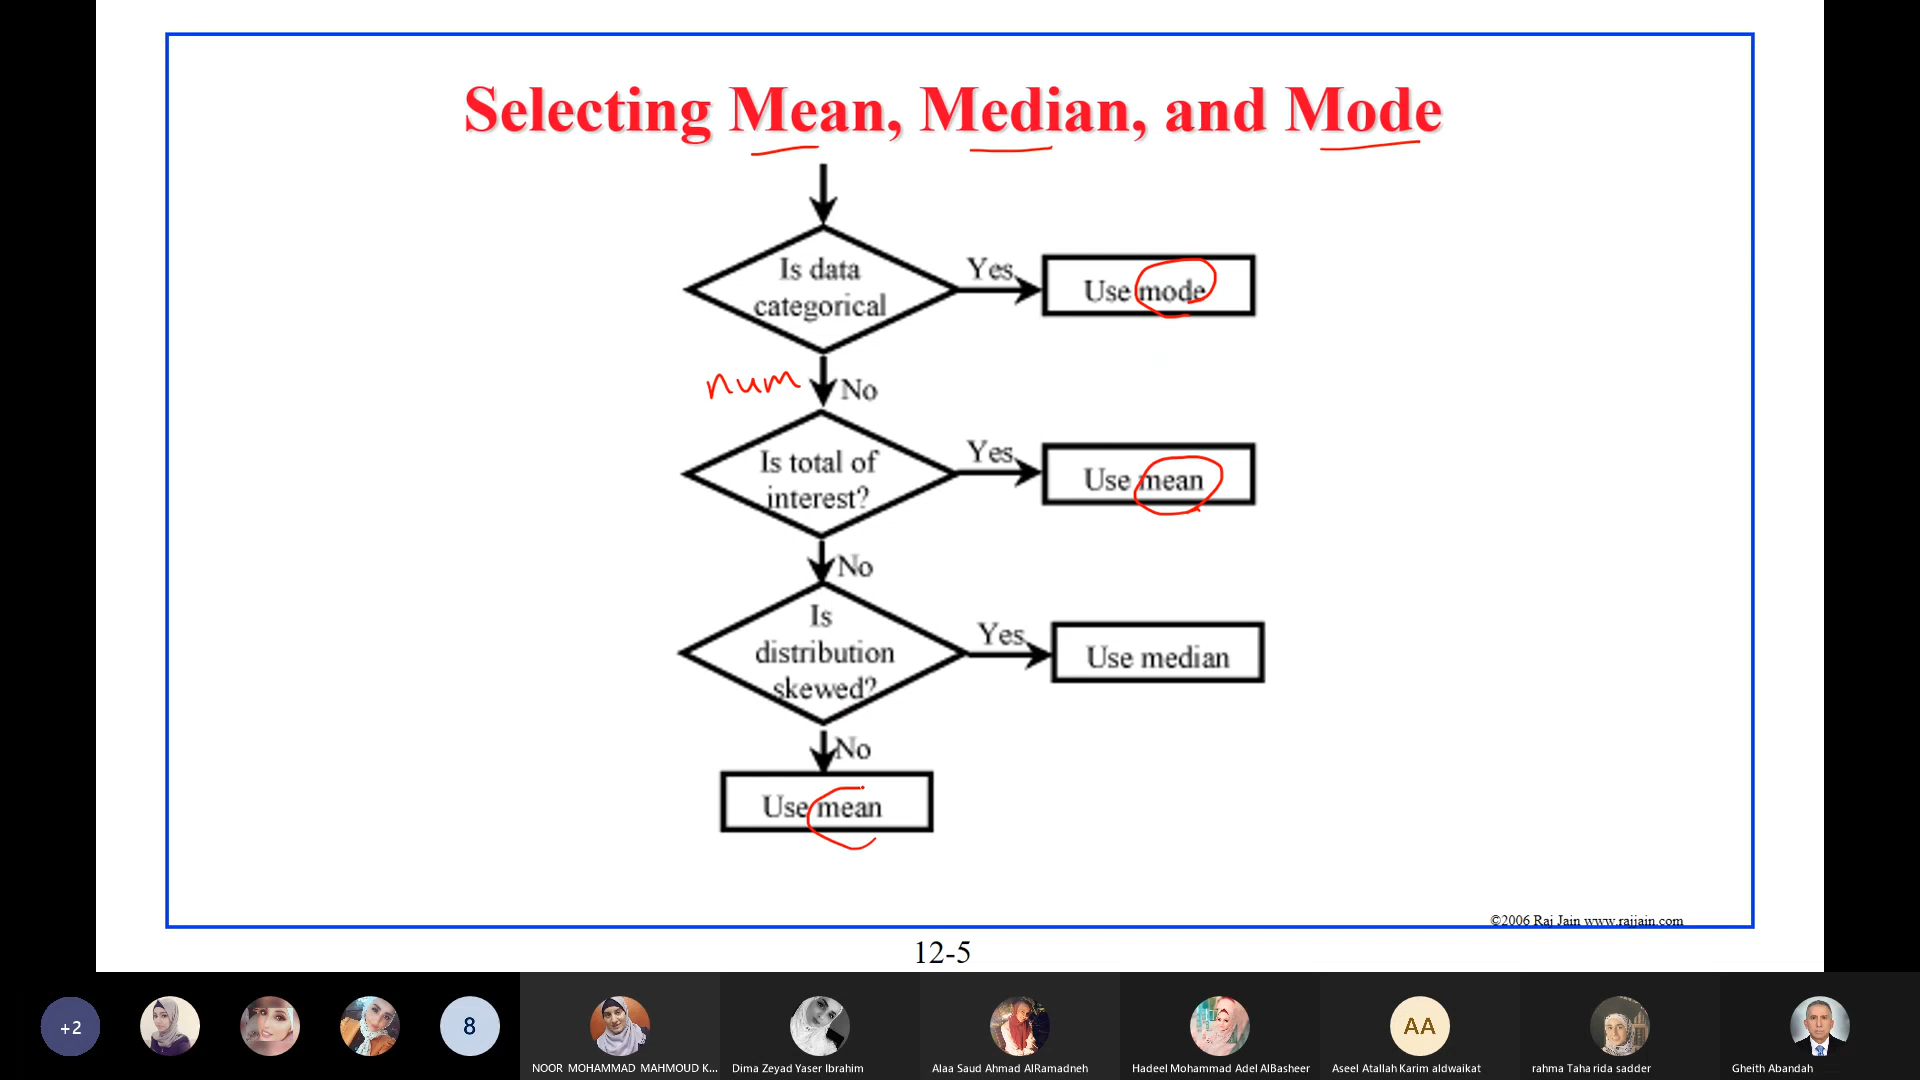 Selecting Mean, Median, and Mode
Is data
categorical
Yes
Use mode
num
No
Is total of
interest?
Yes
Use mean
No
Is
distribution
skewed?
Yes
Use median
No
Use mean
©2006 Raj Jain www.rajjain.com
12-5
+2
8
NOOR MOHAMMAD MAHMOUD K...
Dima Zeyad Yaser Ibrahim
Alaa Saud Ahmad AlRamadneh
Hadeel Mohammad Adel AlBasheer
AA
Aseel Atallah Karim aldwaikat
rahma Taha rida sadder
Gheith Abandah